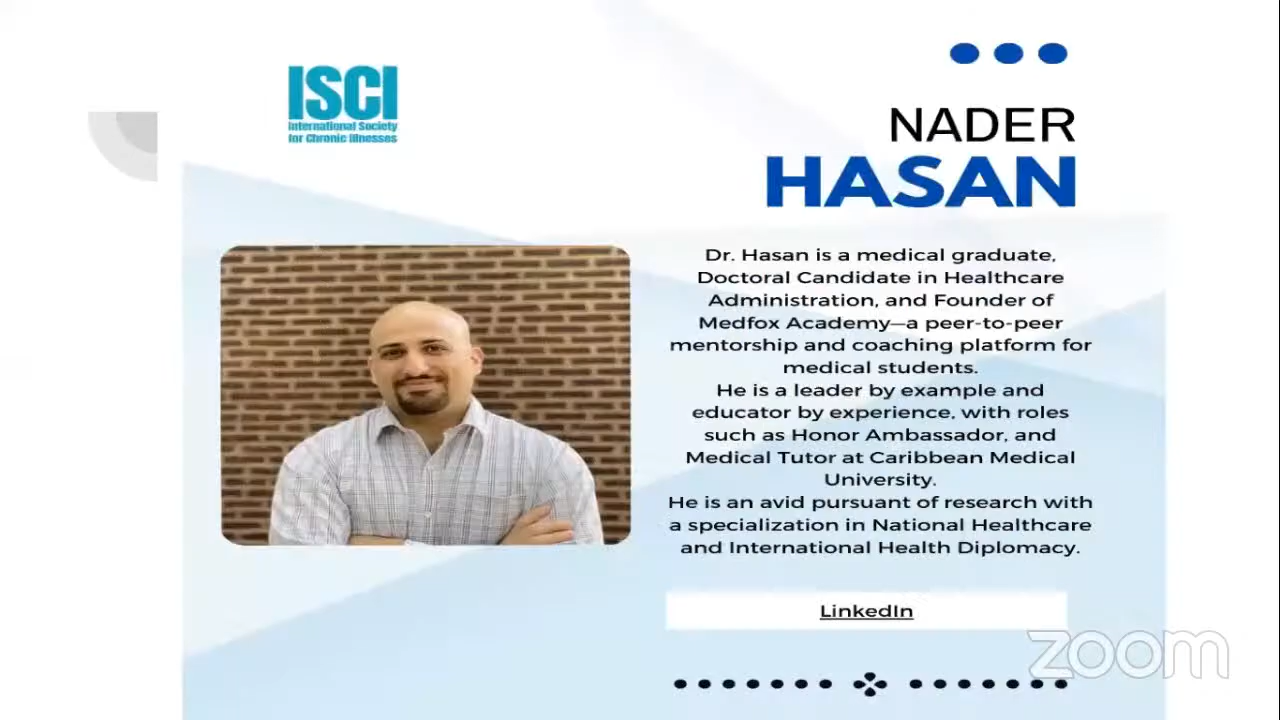 ISCI
International Society
for Chronic Illnesses
NADER
HASAN
Dr. Hasan is a medical graduate,
Doctoral Candidate in Healthcare
Administration, and Founder of
Medfox Academy—a peer-to-peer
mentorship and coaching platform for
medical students.
He is a leader by example and
educator by experience, with roles
such as Honor Ambassador, and
Medical Tutor at Caribbean Medical
University.
He is an avid pursuant of research with
a specialization in National Healthcare
and International Health Diplomacy.
LinkedIn
zoom